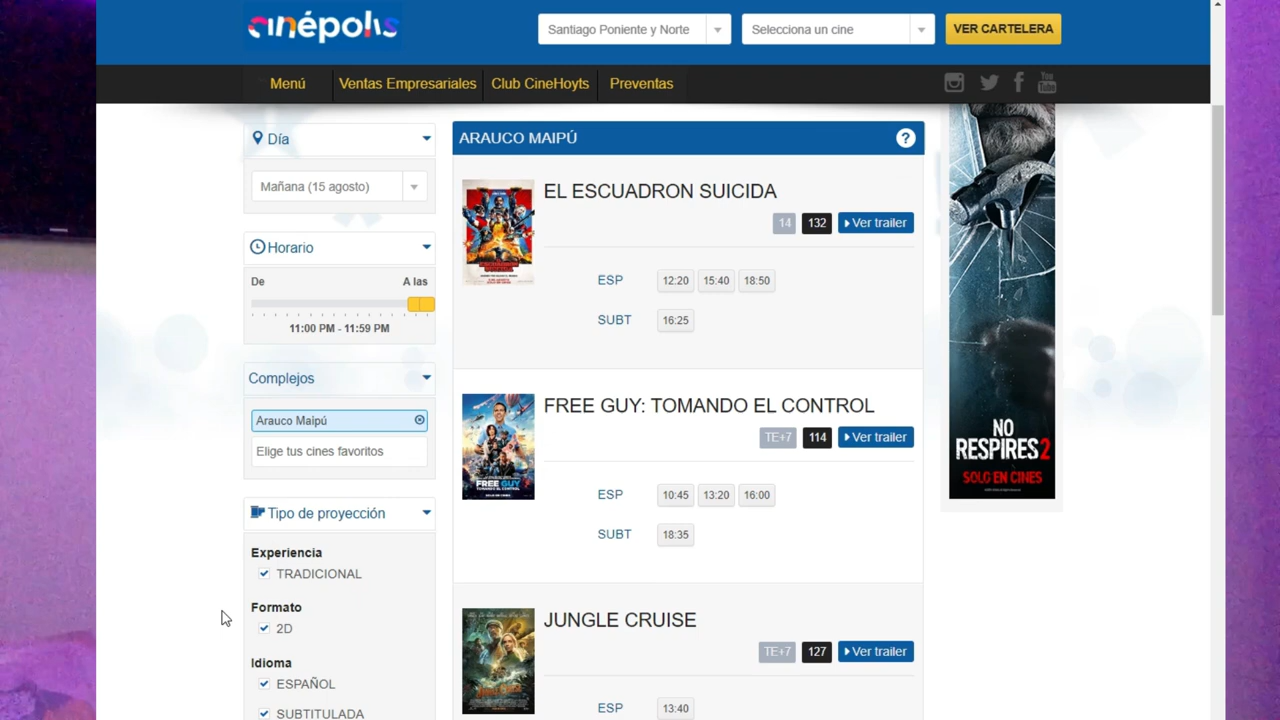 cinépolis
Santiago Poniente y Norte
Selecciona un cine
VER CARTELERA
Menú
Ventas Empresariales
Club CineHoyts
Preventas
You
Tube
Día
Mañana (15 agosto)
Horario
De
A las
11:00 PM - 11:59 PM
Complejos
Arauco Maipú
Elige tus cines favoritos
Tipo de proyección
Experiencia
TRADICIONAL
Formato
2D
Idioma
ESPAÑOL
SUBTITULADA
ARAUCO MAIPÚ
?
EL ESCUADRON SUICIDA
14
132
Ver trailer
ESP
12:20
15:40
18:50
SUBT
16:25
FREE GUY: TOMANDO EL CONTROL
TE+7
114
Ver trailer
ESP
10:45
13:20
16:00
SUBT
18:35
FREE GUY
JUNGLE CRUISE
TE+7
127
Ver trailer
ESP
13:40
NO
RESPIRES 2
SOLO EN CINES